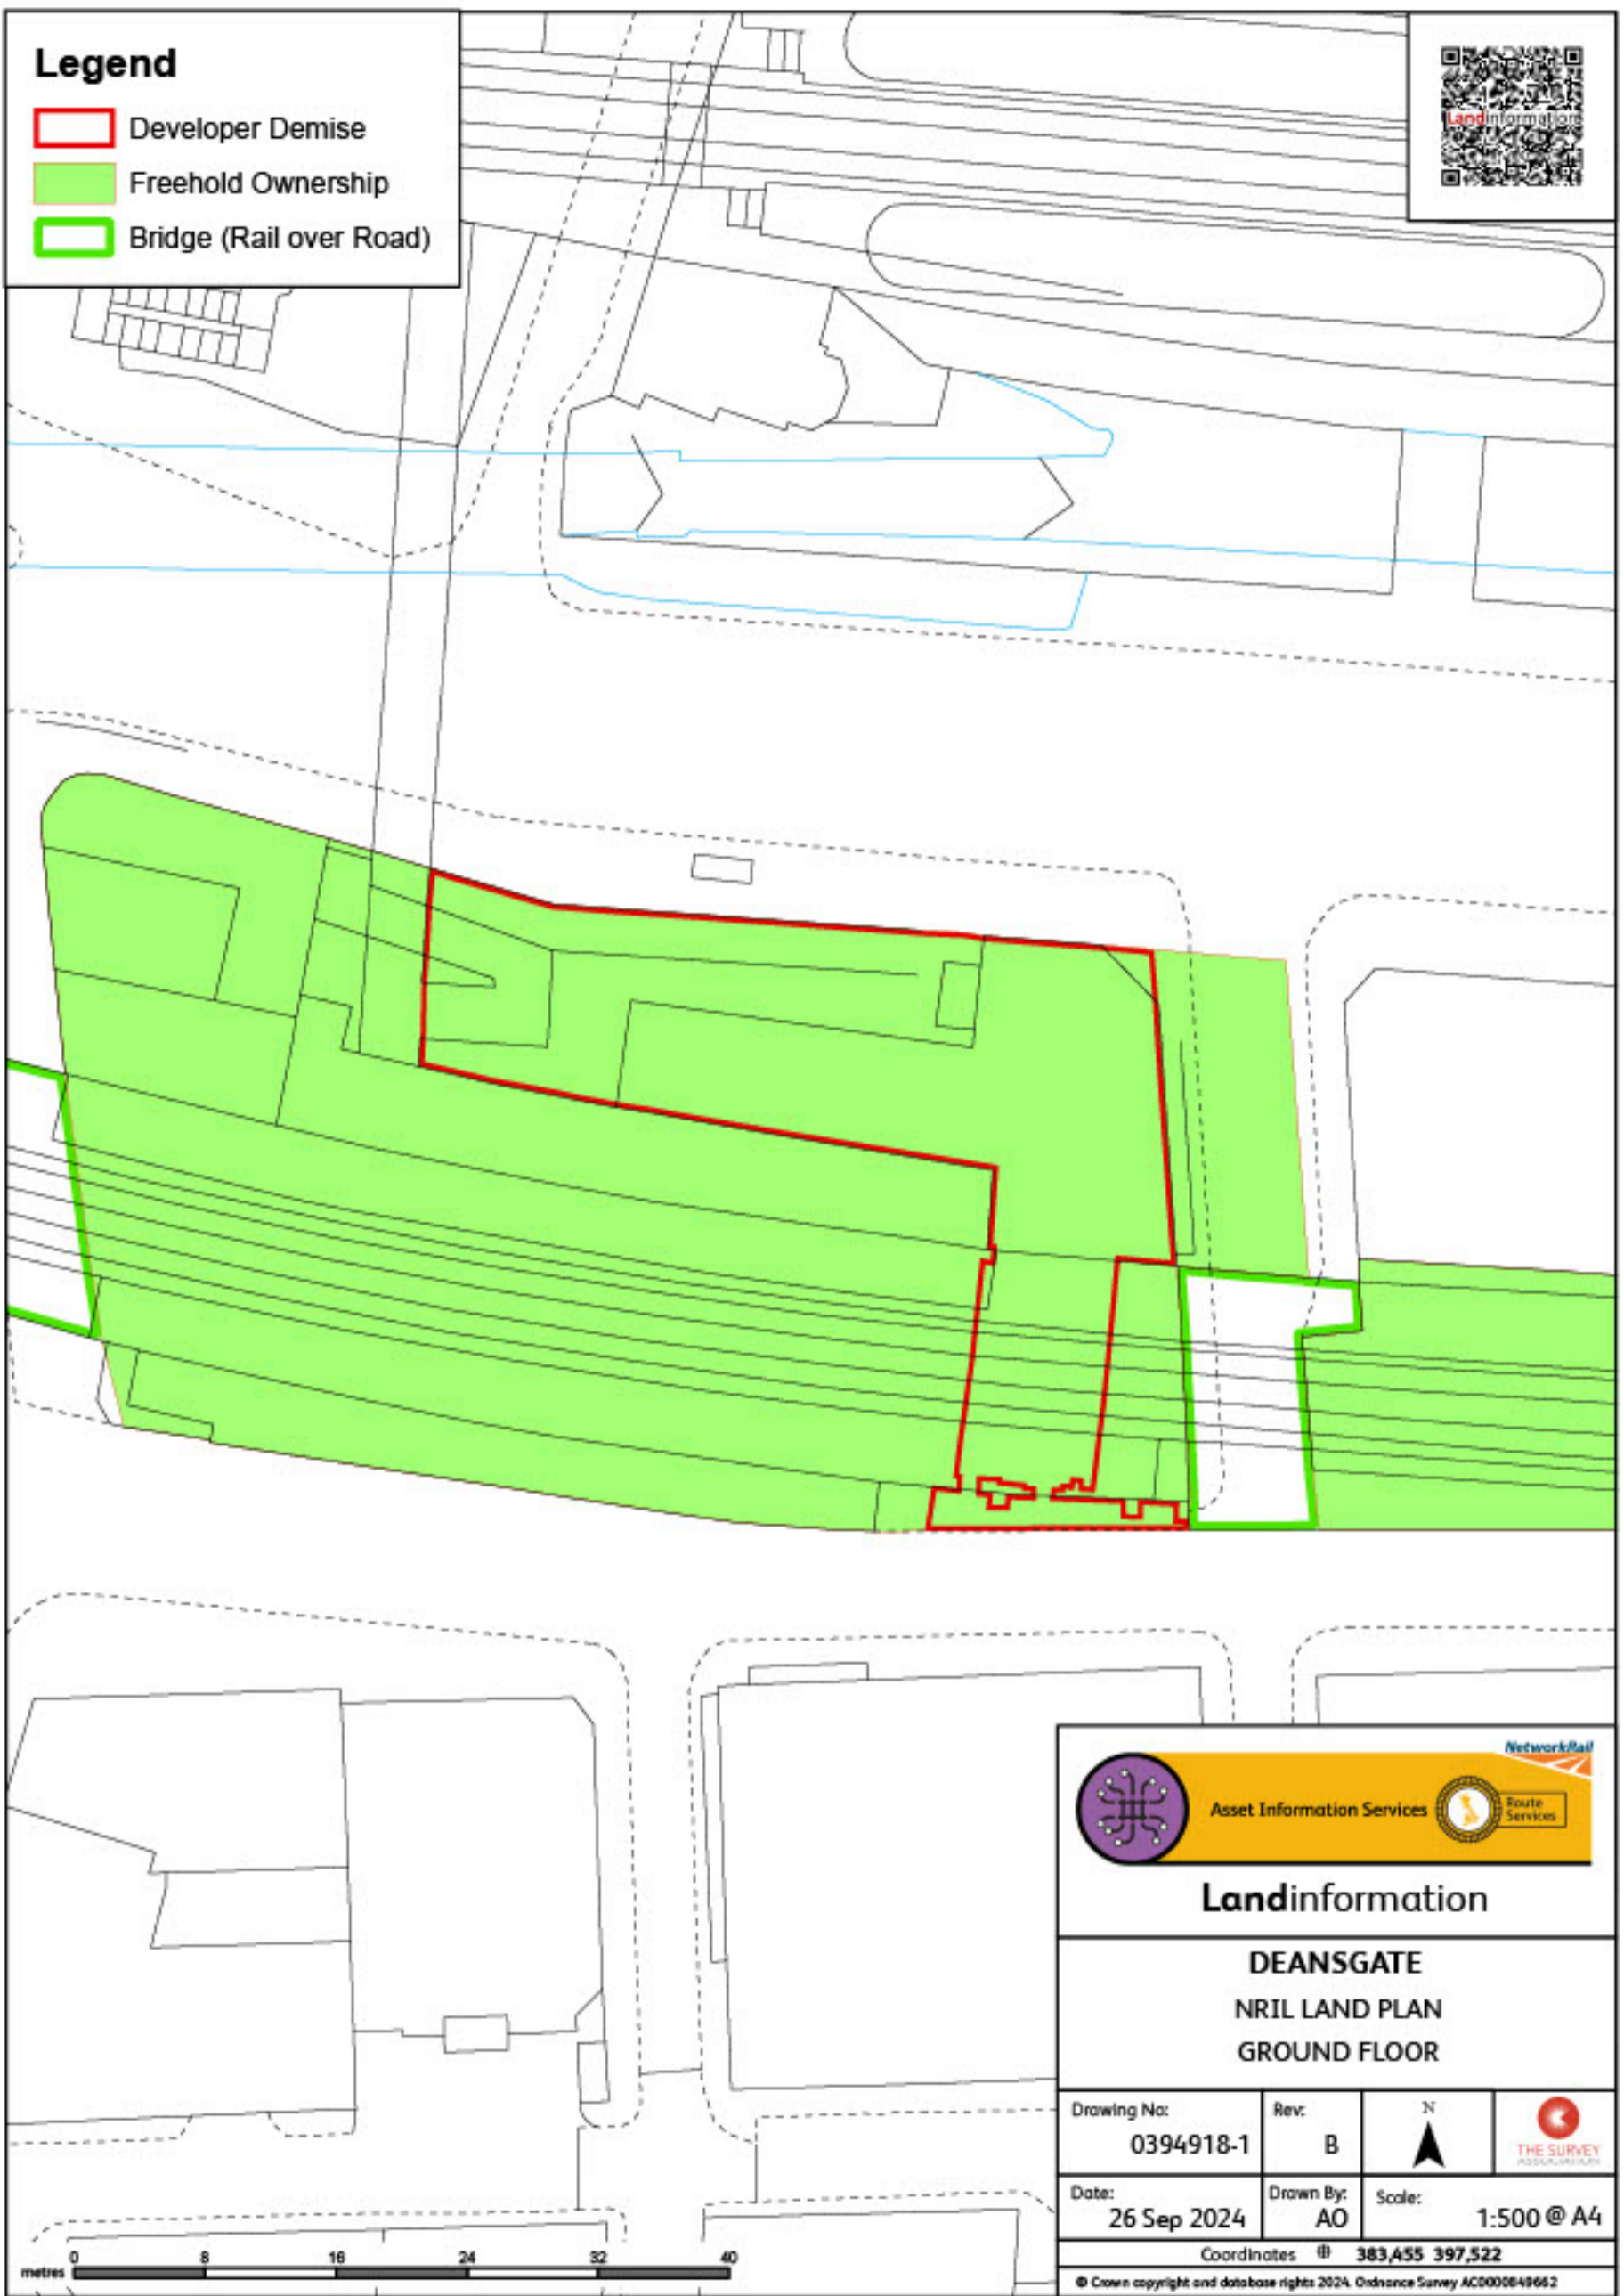 Legend
Developer Demise
Freehold Ownership
Bridge (Rail over Road)
Landinformation
NetworkRail
Asset Information Services
Route
Services
Landinformation
DEANSGATE
NRIL LAND PLAN
GROUND FLOOR
Drawing No:
0394918-1
Rev:
B
N
THE SURVEY
ASSOCIATION
Date:
26 Sep 2024
Drawn By:
AO
Scale:
1:500 @ A4
Coordinates 383,455 397,522
© Crown copyright and database rights 2024. Ordnance Survey AC0000849662
0 8 16 24 32 40
metres